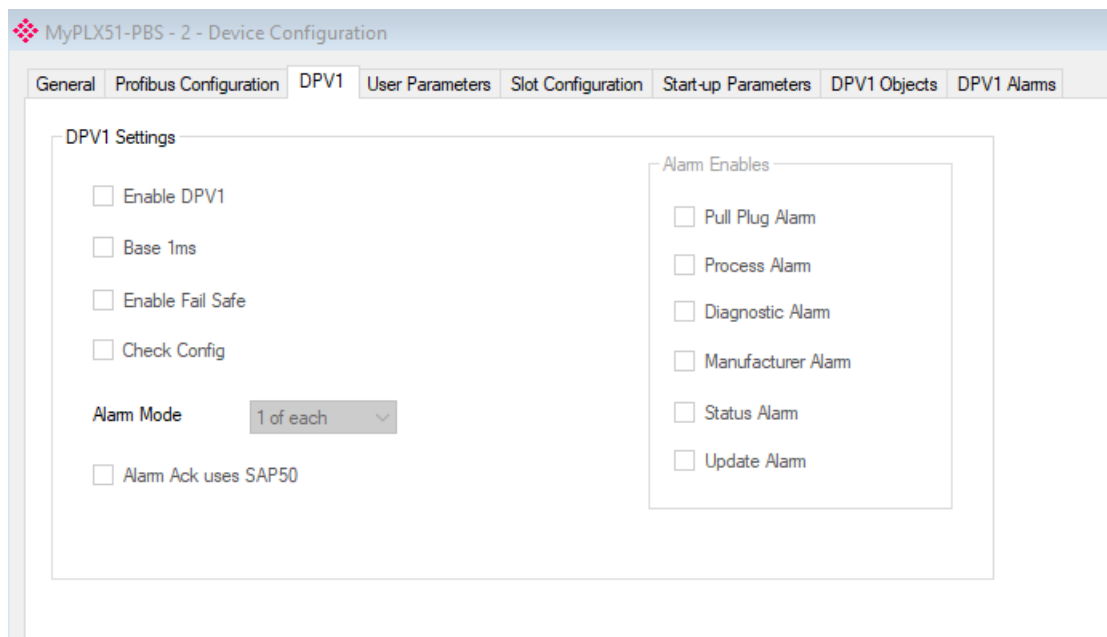 MyPLX51-PBS - 2 - Device Configuration
General Profibus Configuration DPV1 User Parameters Slot Configuration Start-up Parameters DPV1 Objects DPV1 Alarms
DPV1 Settings
Enable DPV1
Base 1ms
Enable Fail Safe
Check Config
Alarm Mode 1 of each
Alarm Ack uses SAP50
Alarm Enables
Pull Plug Alarm
Process Alarm
Diagnostic Alarm
Manufacturer Alarm
Status Alarm
Update Alarm